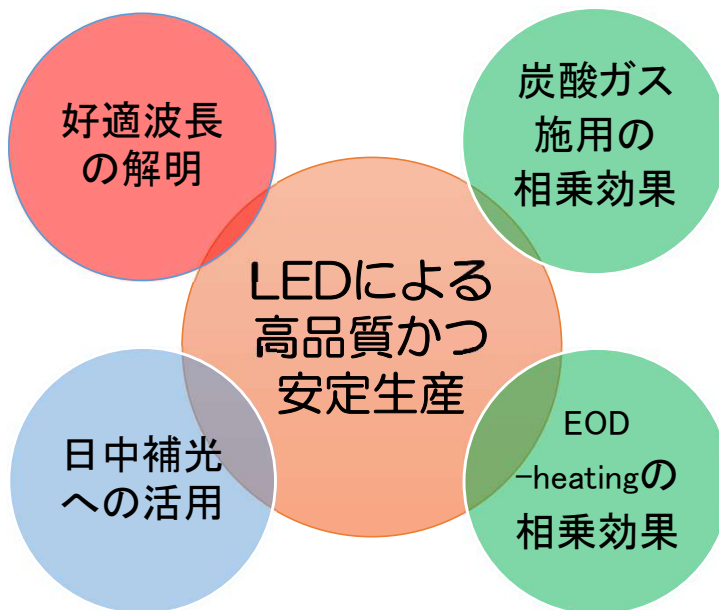 好適波長
の解明
炭酸ガス
施用の
相乗効果
LEDによる
高品質かつ
安定生産
日中補光
への活用
EOD
-heatingの
相乗効果